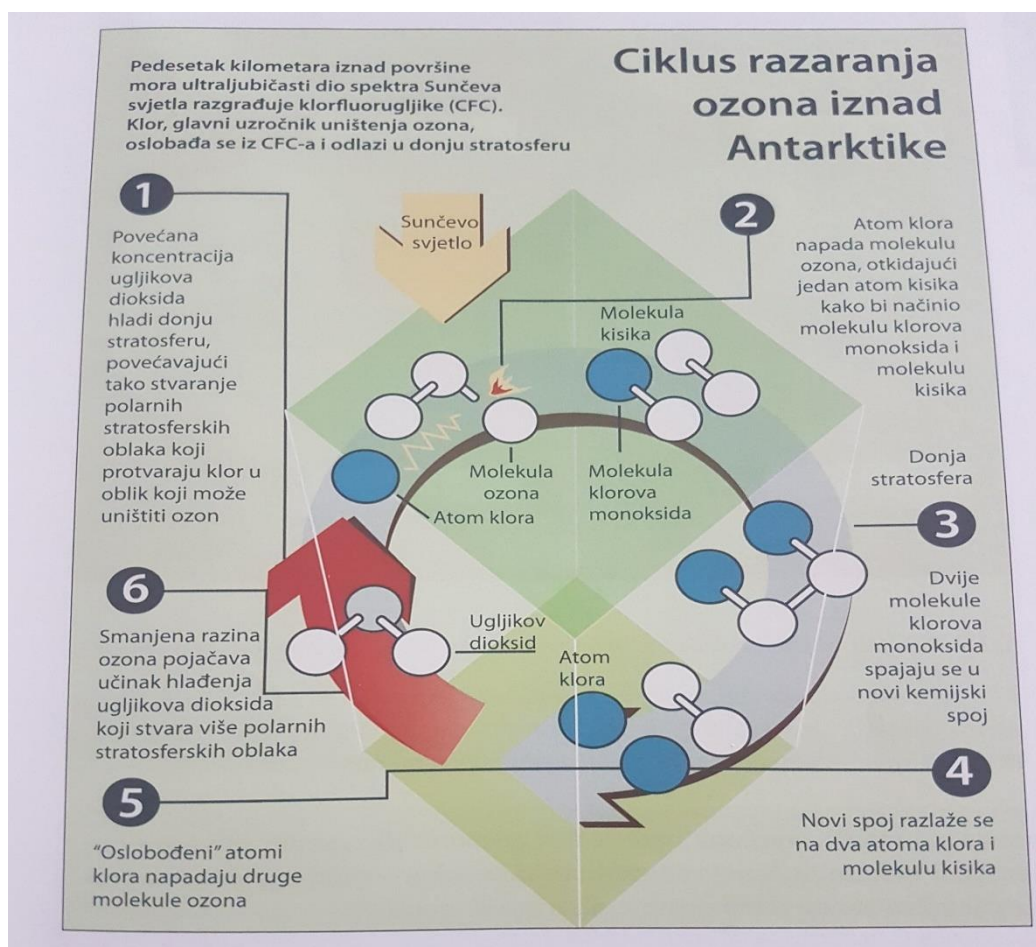 Pedesetak kilometara iznad površine
mora ultraljubičasti dio spektra Sunčeva
svjetla razgrađuje klorfluorugljike (CFC).
Klor, glavni uzročnik uništenja ozona,
oslobađa se iz CFC-a i odlazi u donju stratosferu
Ciklus razaranja
ozona iznad
Antarktike
1
Povećana
koncentracija
ugljikova
dioksida
hladi donju
stratosferu,
povećavajući
tako stvaranje
polarnih
stratosferskih
oblaka koji
protvaraju klor u
oblik koji može
uništiti ozon
Sunčevo
svjetlo
2
Atom klora
napada molekulu
ozona, otkidajući
jedan atom kisika
kako bi načinio
molekulu klorova
monoksida i
molekulu
kisika
Molekula
kisika
Molekula
ozona
Molekula
klorova
monoksida
Atom klora
Donja
stratosfera
3
Dvije
molekule
klorova
monoksida
spajaju se u
novi kemijski
spoj
6
Smanjena razina
ozona pojačava
učinak hlađenja
ugljikova dioksida
koji stvara više polarnih
stratosferskih oblaka
Ugljikov
dioksid
Atom
klora
4
Novi spoj razlaže se
na dva atoma klora i
molekulu kisika
5
"Oslobođeni" atomi
klora napadaju druge
molekule ozona